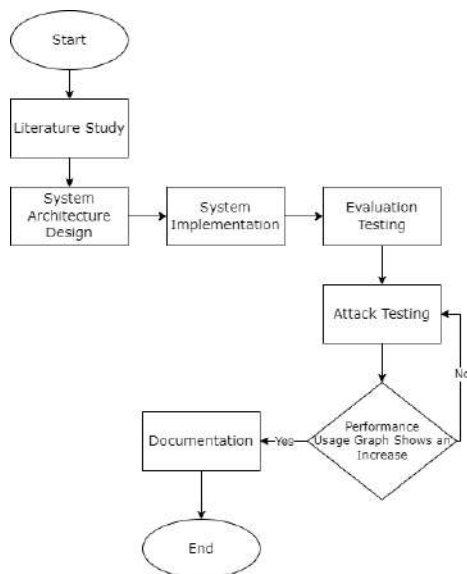 Start
Literature Study
System
Architecture
Design
System
Implementation
Evaluation
Testing
Attack Testing
No
Performance
Usage Graph Shows an
Increase
Yes
Documentation
End